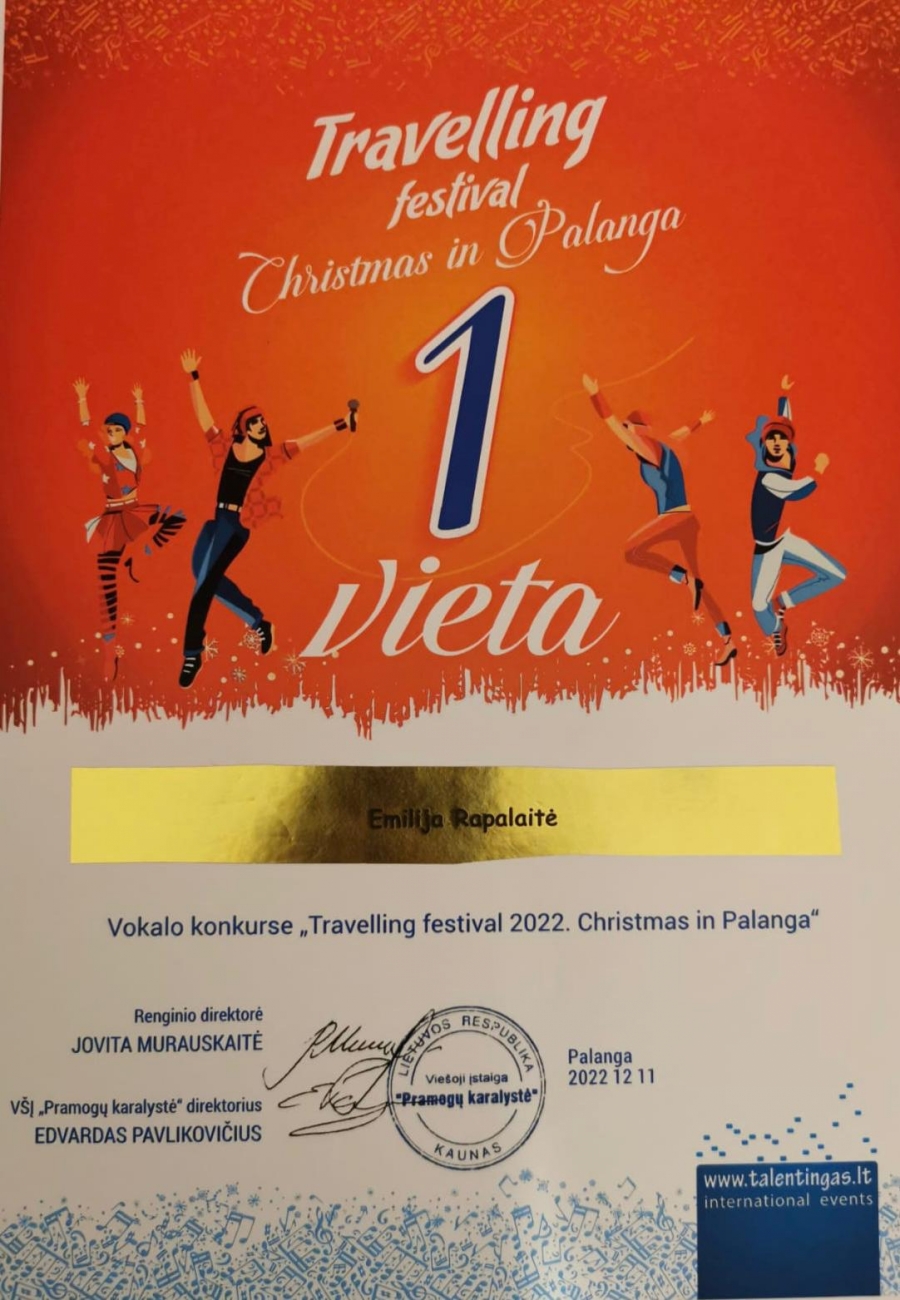 Travelling
festival
Christmas in Palanga
1
Vieta
Emilija Rapalaitė
Vokalo konkurse „Travelling festival 2022. Christmas in Palanga“
Renginio direktorė
JOVITA MURAUSKAITĖ
VŠĮ „Pramogų karalystė“ direktorius
EDVARDAS PAVLIKOVIČIUS
LIETUVOS RESPUBLIKA
Viešoji įstaiga
"Pramogų karalystė"
KAUNAS
Palanga
2022 12 11
www.talentingas.lt
international events